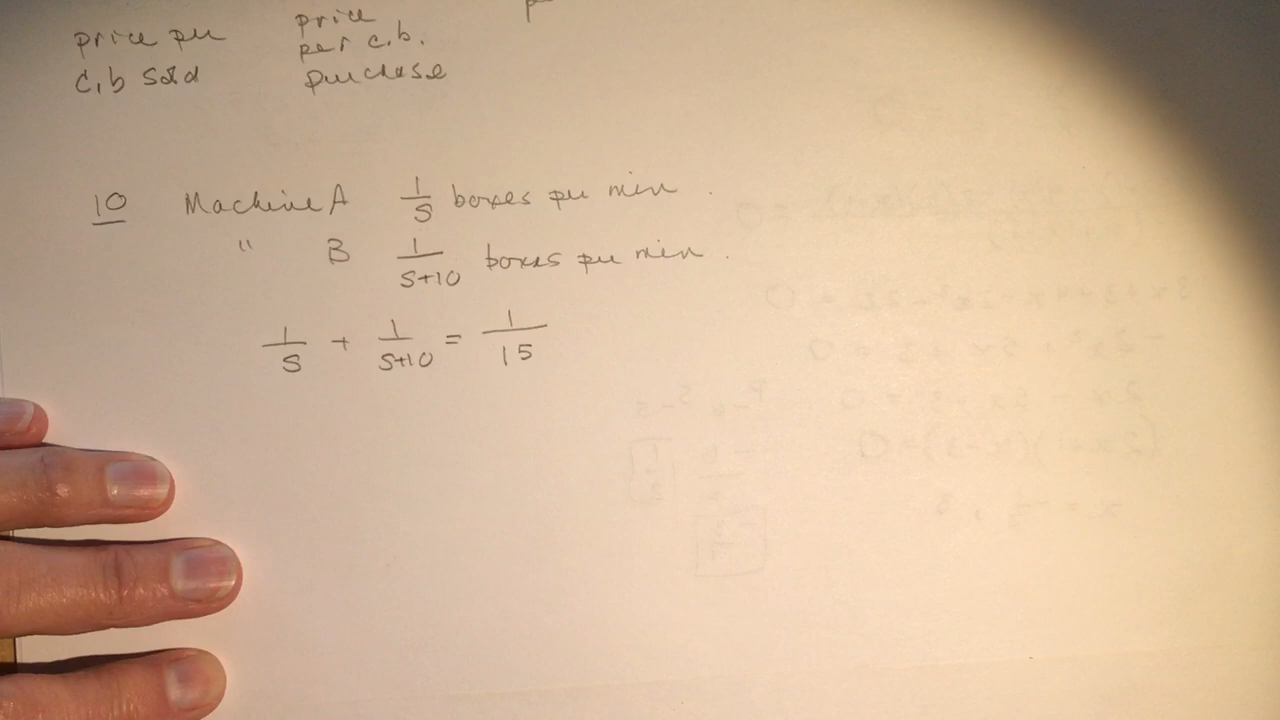 price per price
c.b sold per c.b.
purchase
10 Machine A 1/S boxes per min.
" B 1/(S+10) boxes per min.
1/S + 1/(S+10) = 1/15